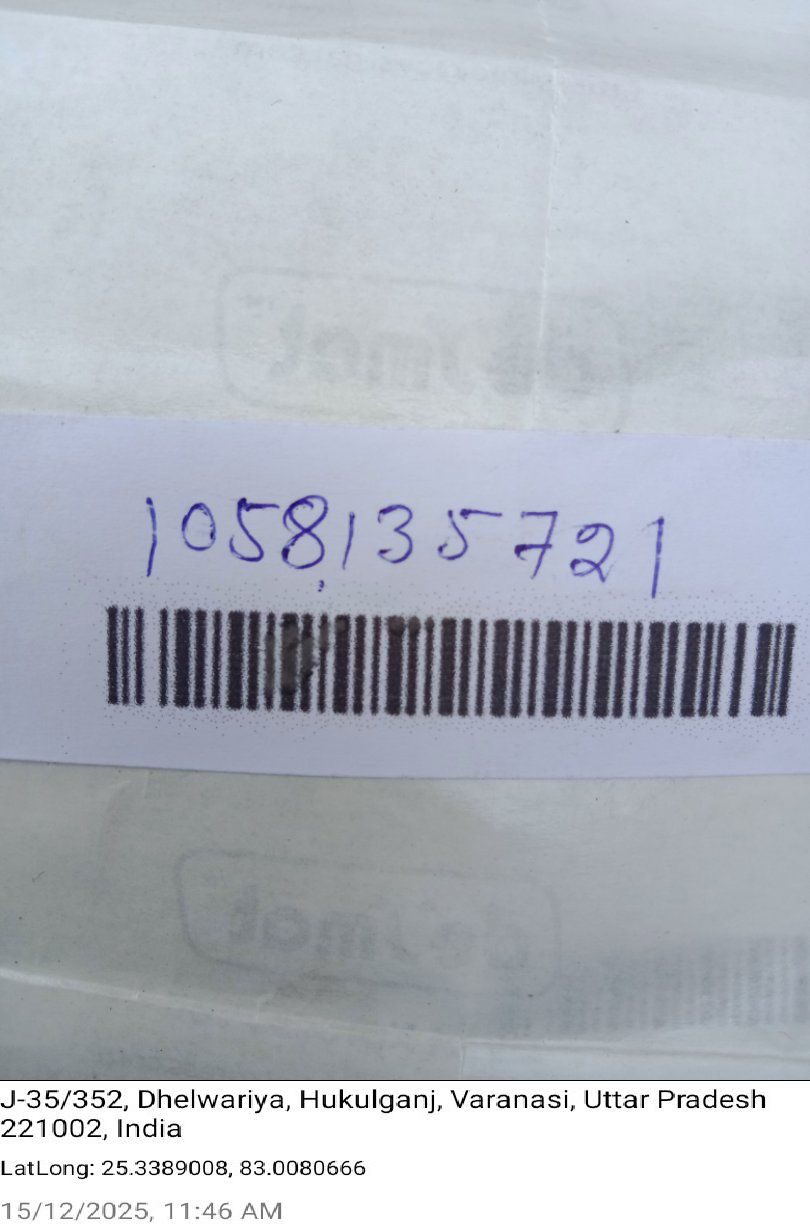 1058135721
J-35/352, Dhelwariya, Hukulganj, Varanasi, Uttar Pradesh
221002, India
LatLong: 25.3389008, 83.0080666
15/12/2025, 11:46 AM